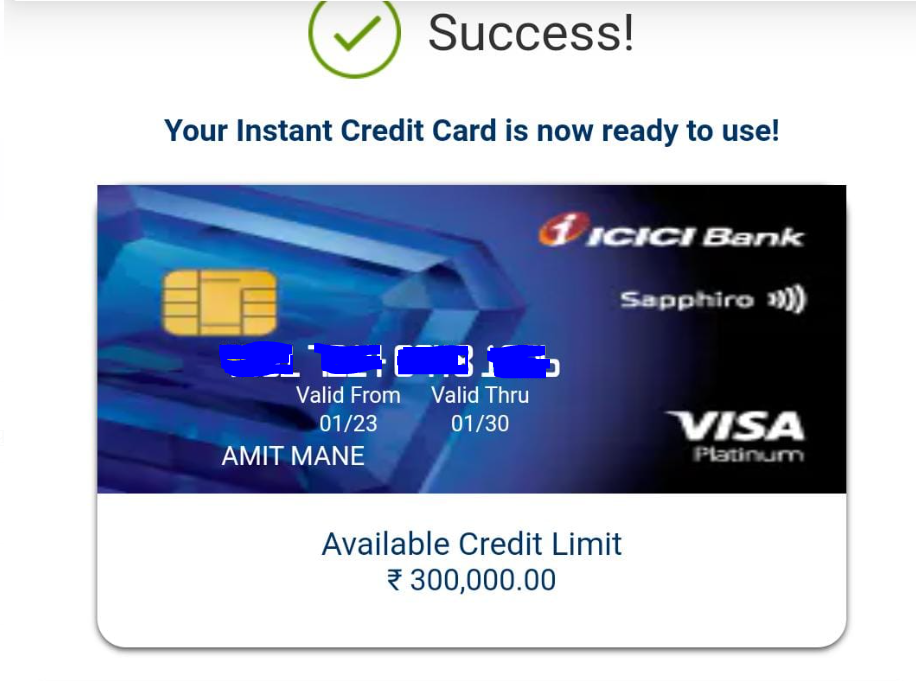 Success!
Your Instant Credit Card is now ready to use!
ICICI Bank
Sapphiro
Valid From Valid Thru
01/23 01/30
AMIT MANE
VISA
Platinum
Available Credit Limit
₹ 300,000.00